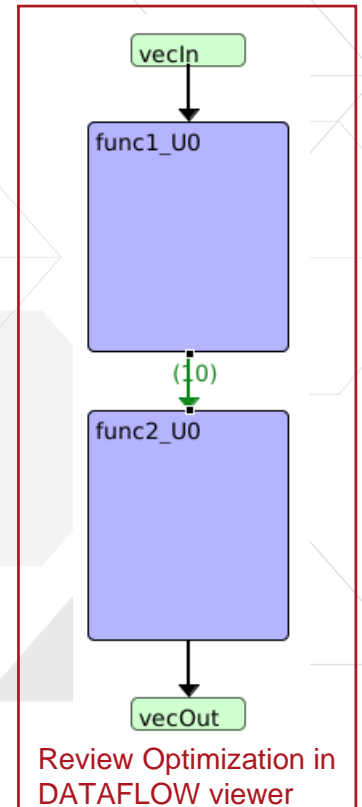 vecIn
func1_U0
(10)
func2_U0
vecOut
Review Optimization in
DATAFLOW viewer